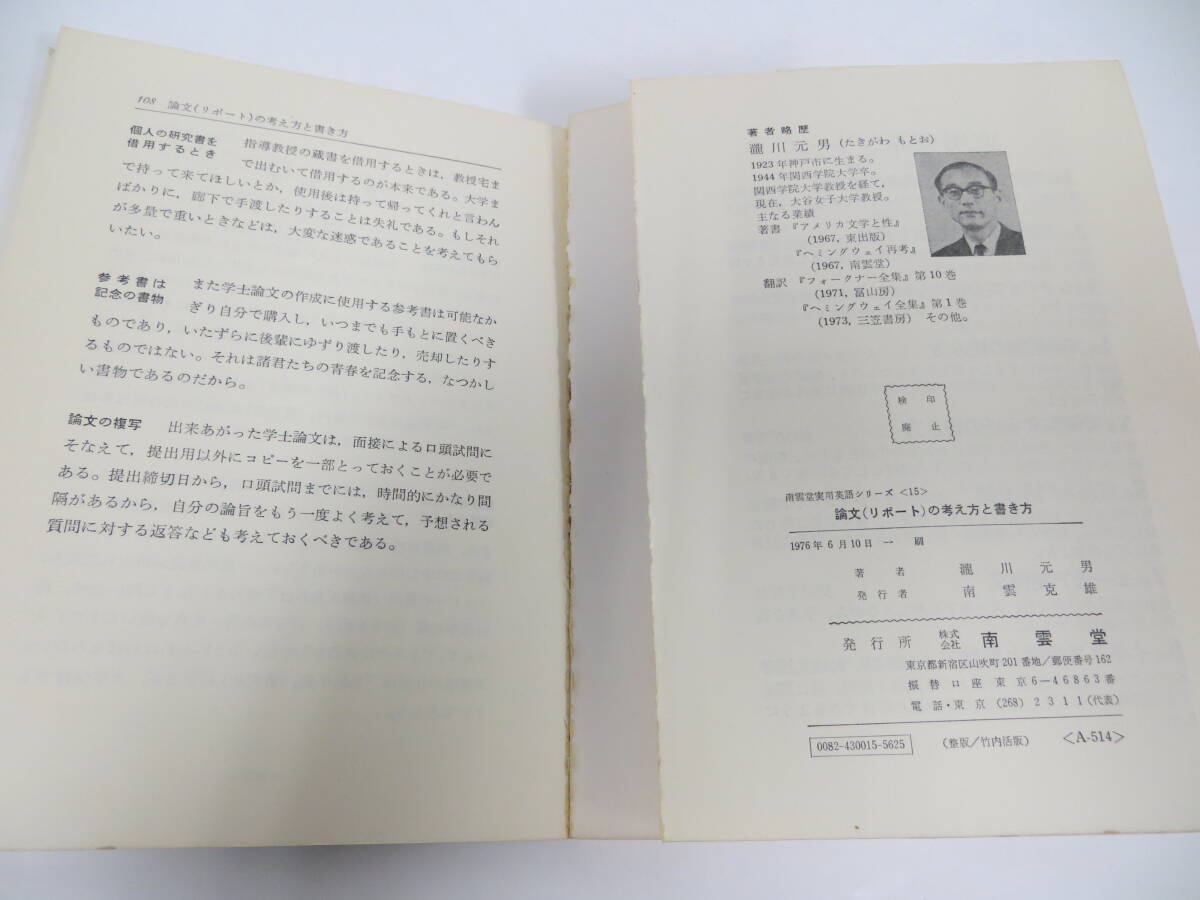 108 論文(リポート)の考え方と書き方
個人の研究書を
借用するとき
指導教授の蔵書を借用するときは，教授宅ま
で出むいて借用するのが本来である。大学ま
で持って来てほしいとか，使用後は持って帰ってくれと言わん
ばかりに，廊下で手渡したりすることは失礼である。もしそれ
が多量で重いときなどは，大変な迷惑であることを考えてもら
いたい。
参考書は
記念の書物
また学士論文の作成に使用する参考書は可能なか
ぎり自分で購入し，いつまでも手もとに置くべき
ものであり，いたずらに後輩にゆずり渡したり，売却したりす
るものではない。それは諸君たちの青春を記念する，なつかし
い書物であるのだから。
論文の複写 出来あがった学士論文は，面接による口頭試問に
そなえて，提出用以外にコピーを一部とっておくことが必要で
ある。提出締切日から，口頭試問までには，時間的にかなり間
隔があるから，自分の論旨をもう一度よく考えて，予想される
質問に対する返答なども考えておくべきである。
著者略歴
瀧川元男 (たきがわ もとお)
1923年神戸市に生まる。
1944年関西学院大学卒。
関西学院大学教授を経て，
現在，大谷女子大学教授。
主なる業績
著書 『アメリカ文学と性』
(1967, 東出版)
『ヘミングウェイ再考』
(1967, 南雲堂)
翻訳 『フォークナー全集』第10巻
(1971, 冨山房)
『ヘミングウェイ全集』第1巻
(1973, 三笠書房) その他。
検印
廃止
南雲堂実用英語シリーズ <15>
論文(リポート)の考え方と書き方
1976年6月10日 一 刷
著 者 瀧 川 元 男
発行者 南 雲 克 雄
発行所 株式会社 南 雲 堂
東京都新宿区山吹町201番地／郵便番号162
振替口座東京6—46863番
電話・東京 (268) 2311(代表)
0082-430015-5625 (整版／竹内活版) <A-514>